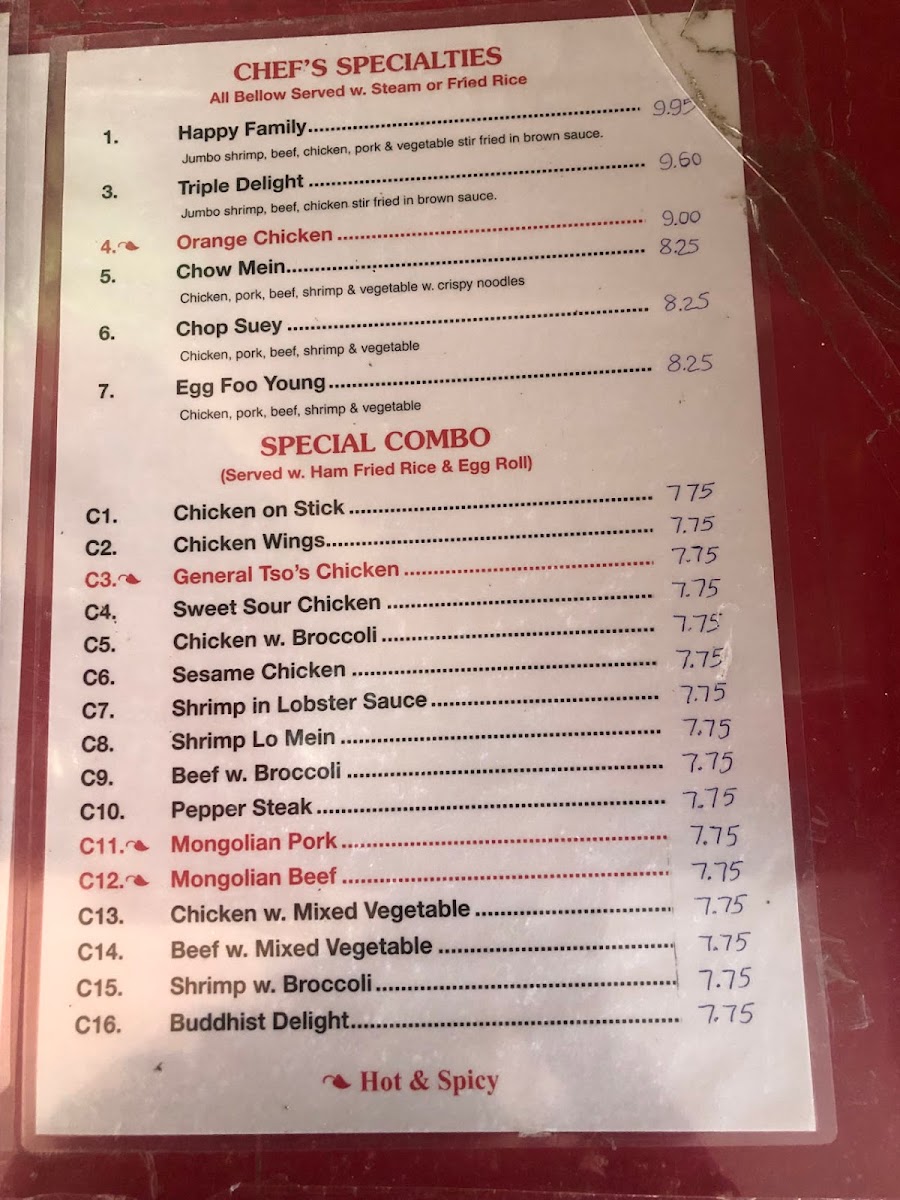 CHEF'S SPECIALTIES
All Bellow Served w. Steam or Fried Rice
1. Happy Family 9.95
Jumbo shrimp, beef, chicken, pork & vegetable stir fried in brown sauce.
3. Triple Delight 9.60
Jumbo shrimp, beef, chicken stir fried in brown sauce.
4. Orange Chicken 9.00
5. Chow Mein 8.25
Chicken, pork, beef, shrimp & vegetable w. crispy noodles
6. Chop Suey 8.25
Chicken, pork, beef, shrimp & vegetable
7. Egg Foo Young 8.25
Chicken, pork, beef, shrimp & vegetable
SPECIAL COMBO
(Served w. Ham Fried Rice & Egg Roll)
C1. Chicken on Stick 775
C2. Chicken Wings 7.75
C3. General Tso's Chicken 7.75
C4. Sweet Sour Chicken 7.75
C5. Chicken w. Broccoli 7.75
C6. Sesame Chicken 7.75
C7. Shrimp in Lobster Sauce 7.75
C8. Shrimp Lo Mein 7.75
C9. Beef w. Broccoli 7.75
C10. Pepper Steak 7.75
C11. Mongolian Pork 7.75
C12. Mongolian Beef 7.75
C13. Chicken w. Mixed Vegetable 7.75
C14. Beef w. Mixed Vegetable 7.75
C15. Shrimp w. Broccoli 7.75
C16. Buddhist Delight 7.75
Hot & Spicy